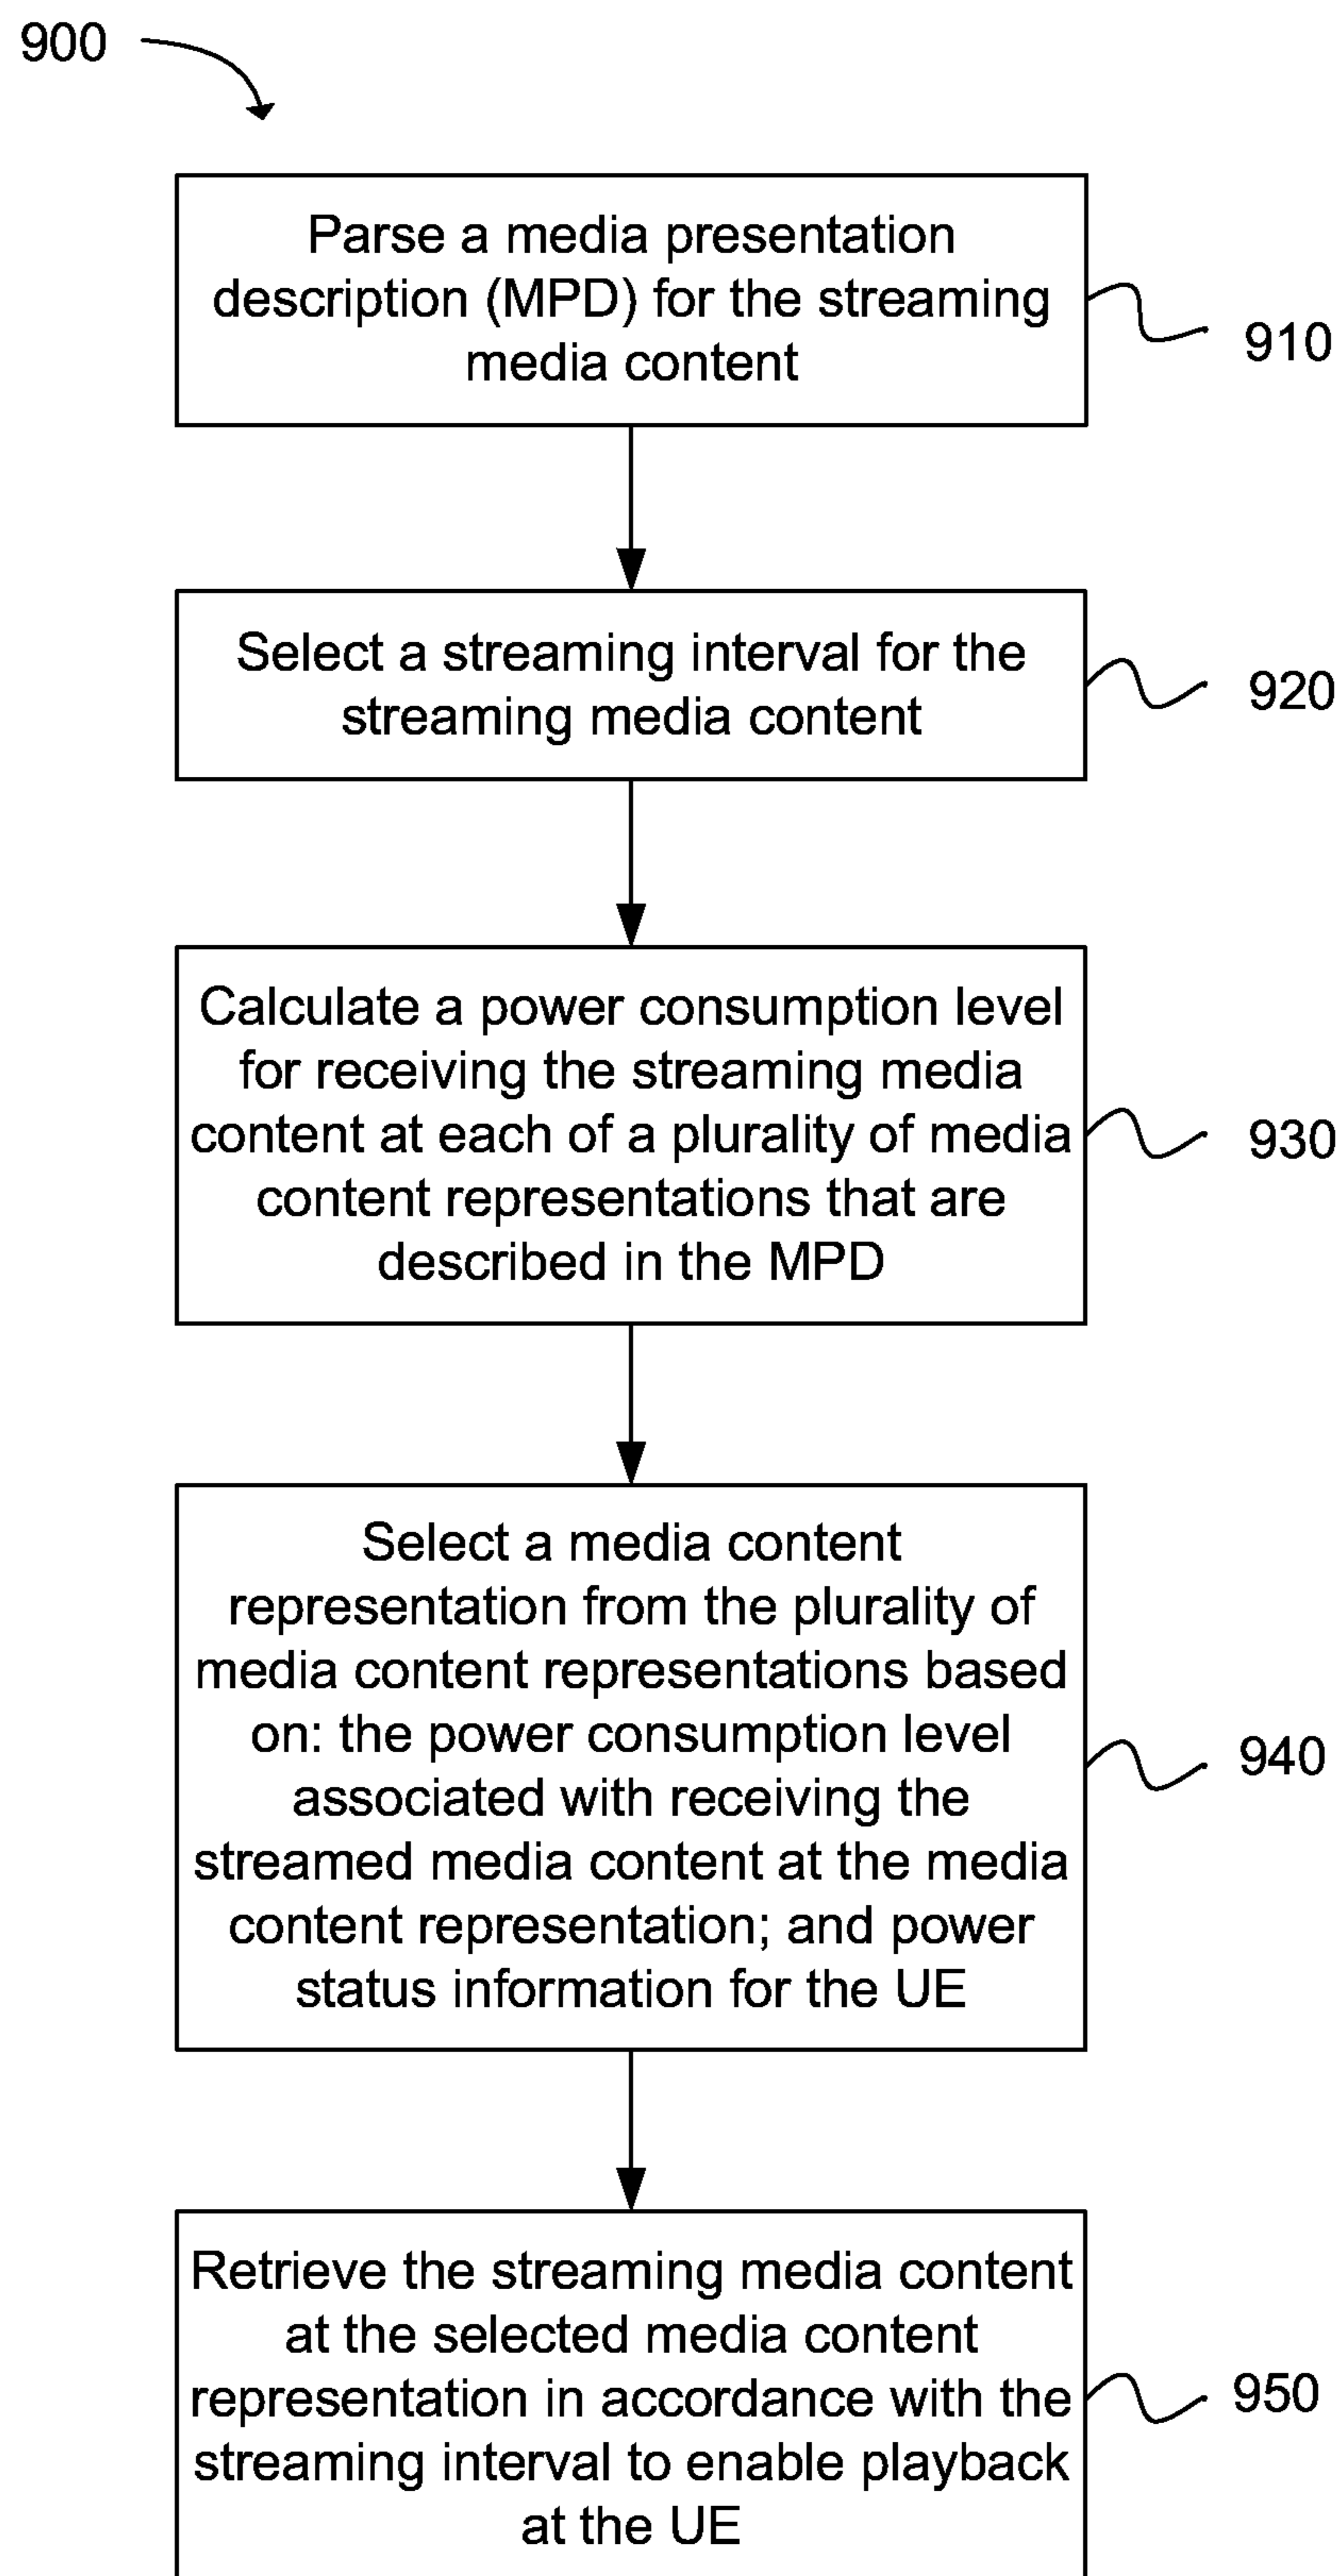 900
Parse a media presentation
description (MPD) for the streaming
media content
910
Select a streaming interval for the
streaming media content
920
Calculate a power consumption level
for receiving the streaming media
content at each of a plurality of media
content representations that are
described in the MPD
930
Select a media content
representation from the plurality of
media content representations based
on: the power consumption level
associated with receiving the
streamed media content at the media
content representation; and power
status information for the UE
940
Retrieve the streaming media content
at the selected media content
representation in accordance with the
streaming interval to enable playback
at the UE
950